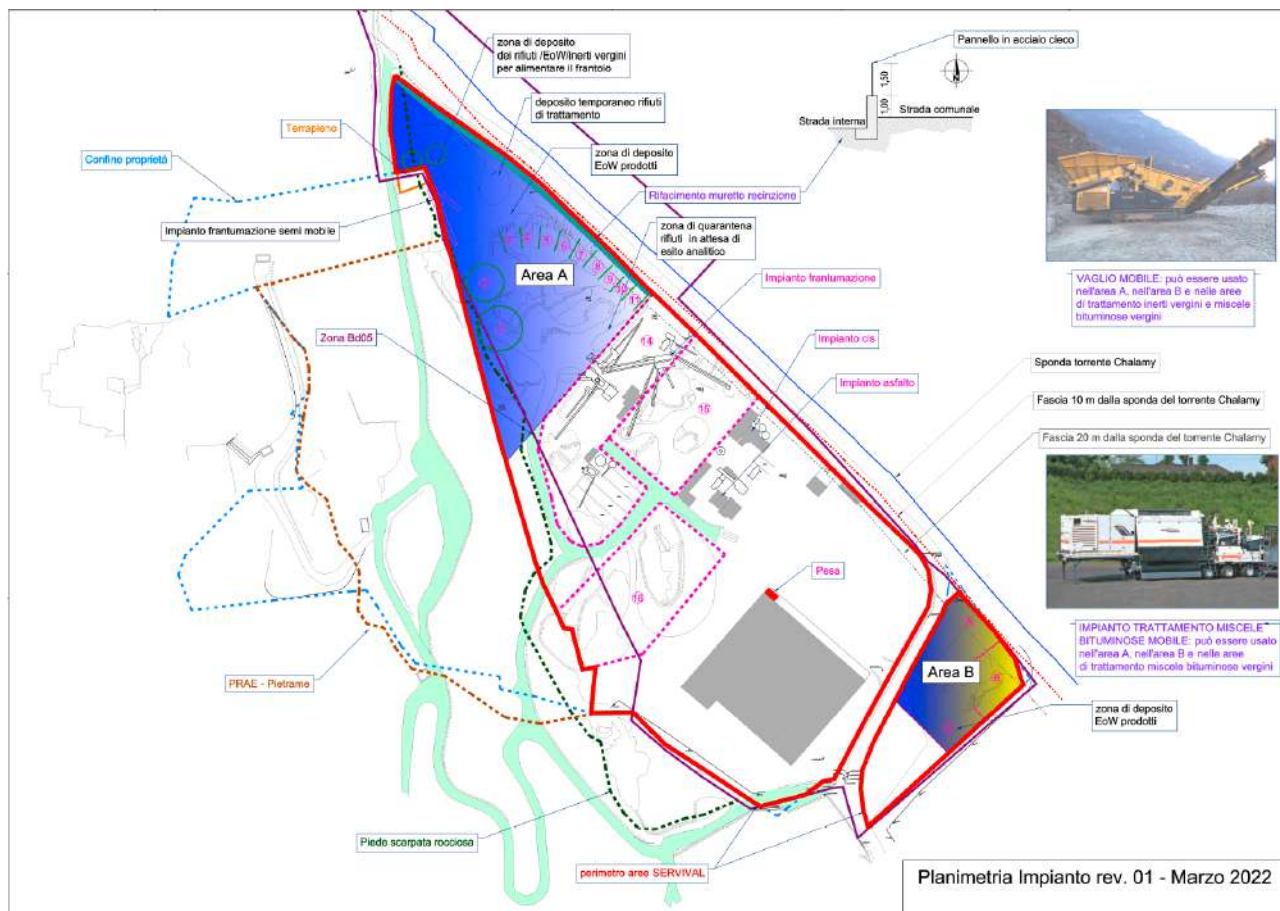 zona di deposito
dei rifiuti /EoW/inerti vergini
per alimentare il frantoio
deposito temporaneo rifiuti
di trattamento
Terrapieno
zona di deposito
EoW prodotti
Confine proprietà
Rifacimento muretto recinzione
Impianto frantumazione semi mobile
zona di quarantena
rifiuti in attesa di
esito analitico
Area A
Impianto frantumazione
Zona Bd05
Impianto cls
Impianto asfalto
Pannello in acciaio cieco
1,50
1,00
N
Strada comunale
Strada interna
VAGLIO MOBILE: può essere usato
nell'area A, nell'area B e nelle aree
di trattamento inerti vergini e miscele
bituminose vergini
Sponda torrente Chalamy
Fascia 10 m dalla sponda del torrente Chalamy
Fascia 20 m dalla sponda del torrente Chalamy
8
9
10
11
14
15
16
Pesa
IMPIANTO TRATTAMENTO MISCELE
BITUMINOSE MOBILE: può essere usato
nell'area A, nell'area B e nelle aree
di trattamento miscele bituminose vergini
Area B
zona di deposito
EoW prodotti
PRAE - Pietrame
Piede scarpata rocciosa
perimetro aree SERVIVAL
Planimetria Impianto rev. 01 - Marzo 2022